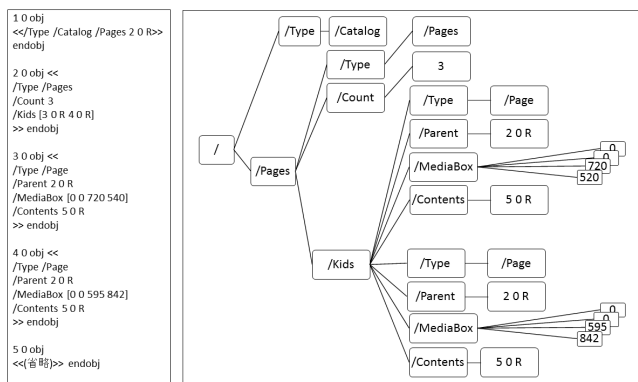 1 0 obj
<</Type /Catalog /Pages 2 0 R>>
endobj
2 0 obj <<
/Type /Pages
/Count 3
/Kids [3 0 R 4 0 R]
>> endobj
3 0 obj <<
/Type /Page
/Parent 2 0 R
/MediaBox [0 0 720 540]
/Contents 5 0 R
>> endobj
4 0 obj <<
/Type /Page
/Parent 2 0 R
/MediaBox [0 0 595 842]
/Contents 5 0 R
>> endobj
5 0 obj
<<(省略)>> endobj
/
/Type
/Catalog
/Pages
/Type
/Pages
/Count
3
/Kids
/Type
/Page
/Parent
2 0 R
/MediaBox
0
0
720
520
/Contents
5 0 R
/Type
/Page
/Parent
2 0 R
/MediaBox
0
0
595
842
/Contents
5 0 R